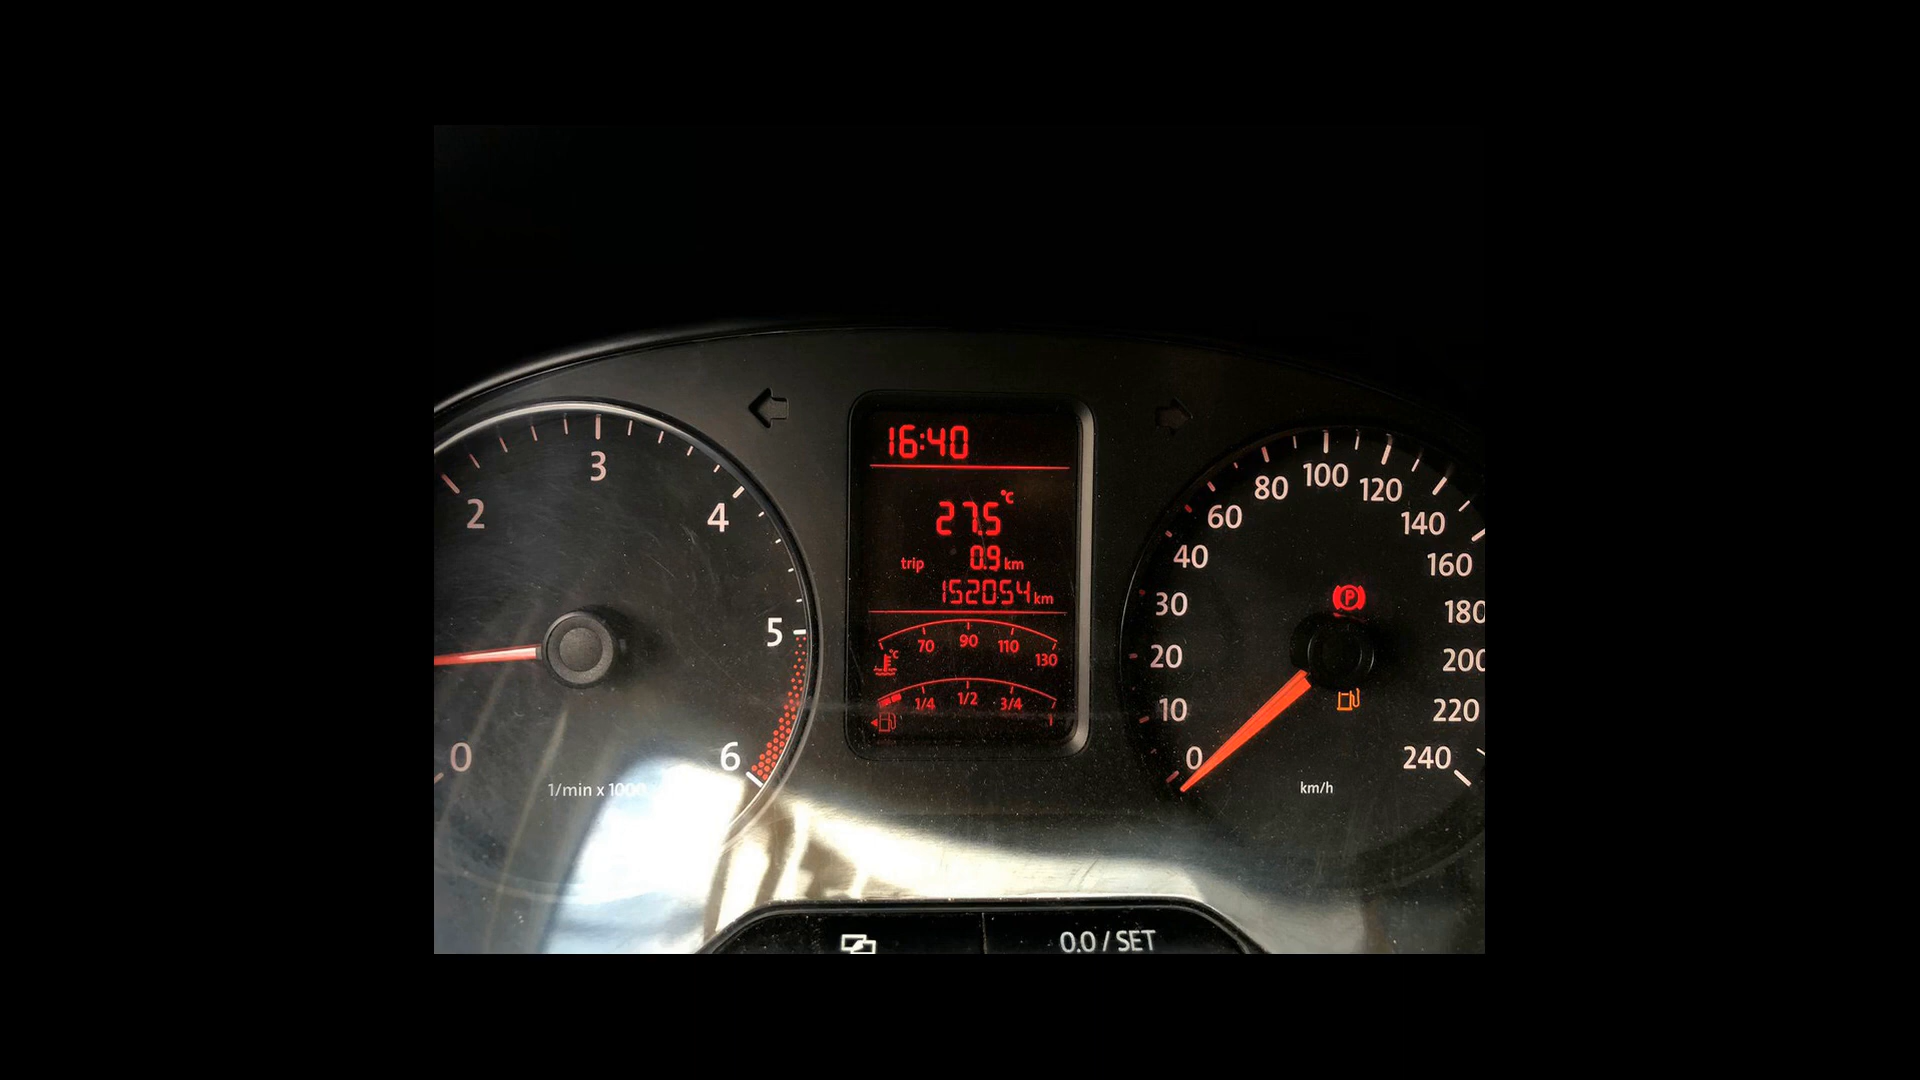 16:40
27.5 °C
trip 0.9 km
152054 km
70 90 110 130
°C
1/4 1/2 3/4 1
0 2 3 4 5 6
1/min x 1000
0 10 20 30 40 60 80 100 120 140 160 180 200 220 240
P
km/h
0.0 / SET